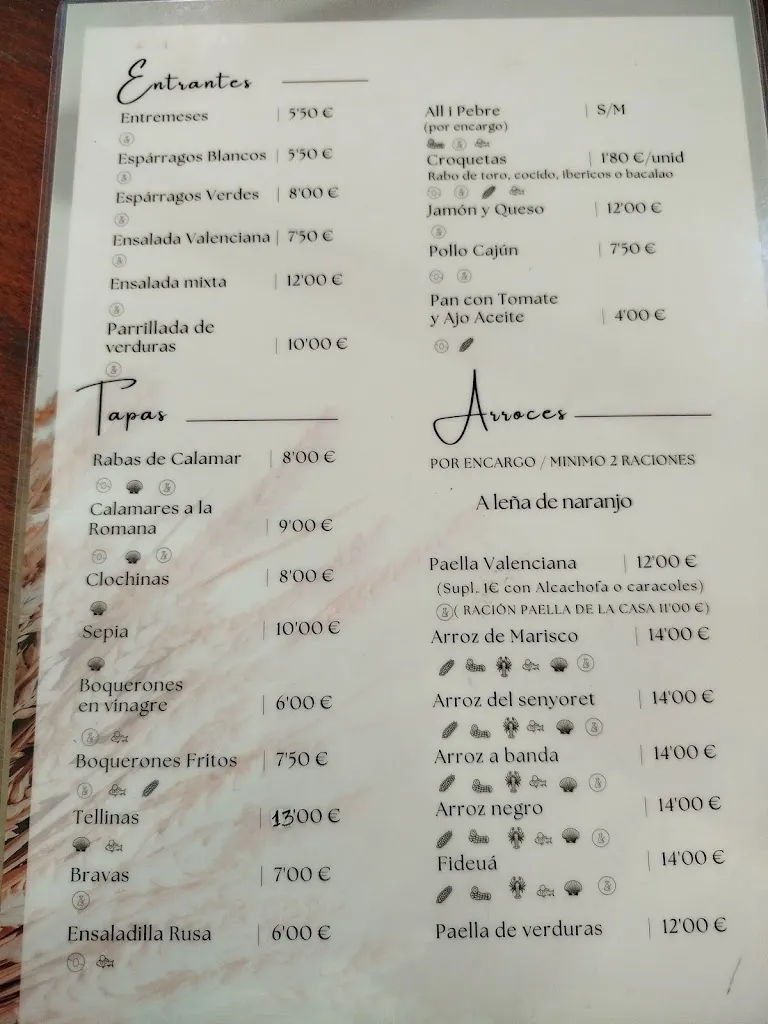 Entrantes
Entremeses | 5'50 €
Espárragos Blancos | 5'50 €
Espárragos Verdes | 8'00 €
Ensalada Valenciana | 7'50 €
Ensalada mixta | 12'00 €
Parrillada de
verduras | 10'00 €
All i Pebre | S/M
(por encargo)
Croquetas | 1'80 €/unid
Rabo de toro, cocido, ibericos o bacalao
Jamón y Queso | 12'00 €
Pollo Cajún | 7'50 €
Pan con Tomate
y Ajo Aceite | 4'00 €
Tapas
Rabas de Calamar | 8'00 €
Calamares a la
Romana | 9'00 €
Clochinas | 8'00 €
Sepia | 10'00 €
Boquerones
en vinagre | 6'00 €
Boquerones Fritos | 7'50 €
Tellinas | 13'00 €
Bravas | 7'00 €
Ensaladilla Rusa | 6'00 €
Arroces
POR ENCARGO / MINIMO 2 RACIONES
A leña de naranjo
Paella Valenciana | 12'00 €
(Supl. 1€ con Alcachofa o caracoles)
( RACIÓN PAELLA DE LA CASA 11'00 €)
Arroz de Marisco | 14'00 €
Arroz del senyoret | 14'00 €
Arroz a banda | 14'00 €
Arroz negro | 14'00 €
Fideuá | 14'00 €
Paella de verduras | 12'00 €